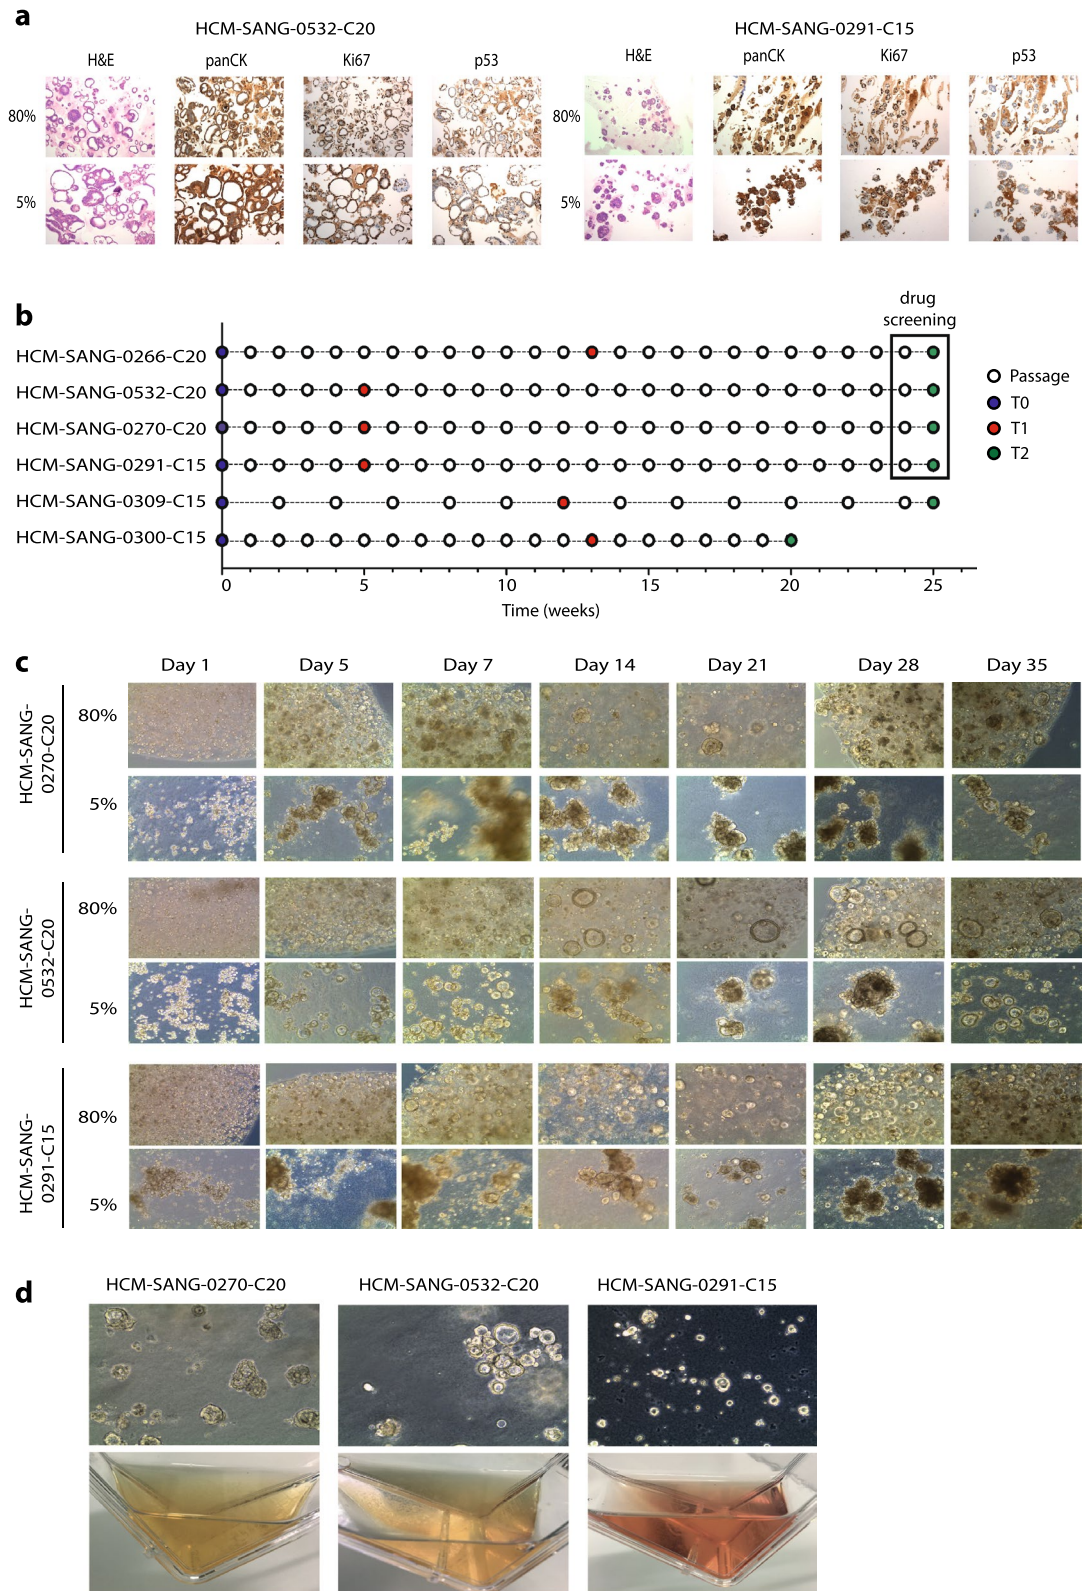 a
HCM-SANG-0532-C20
HCM-SANG-0291-C15
H&E panCK Ki67 p53
H&E panCK Ki67 p53
80%
80%
5%
5%
b
drug
screening
HCM-SANG-0266-C20
HCM-SANG-0532-C20
HCM-SANG-0270-C20
HCM-SANG-0291-C15
HCM-SANG-0309-C15
HCM-SANG-0300-C15
Passage
T0
T1
T2
0 5 10 15 20 25
Time (weeks)
c
Day 1 Day 5 Day 7 Day 14 Day 21 Day 28 Day 35
HCM-SANG-
0270-C20
80%
5%
HCM-SANG-
0532-C20
80%
5%
HCM-SANG-
0291-C15
80%
5%
d
HCM-SANG-0270-C20
HCM-SANG-0532-C20
HCM-SANG-0291-C15